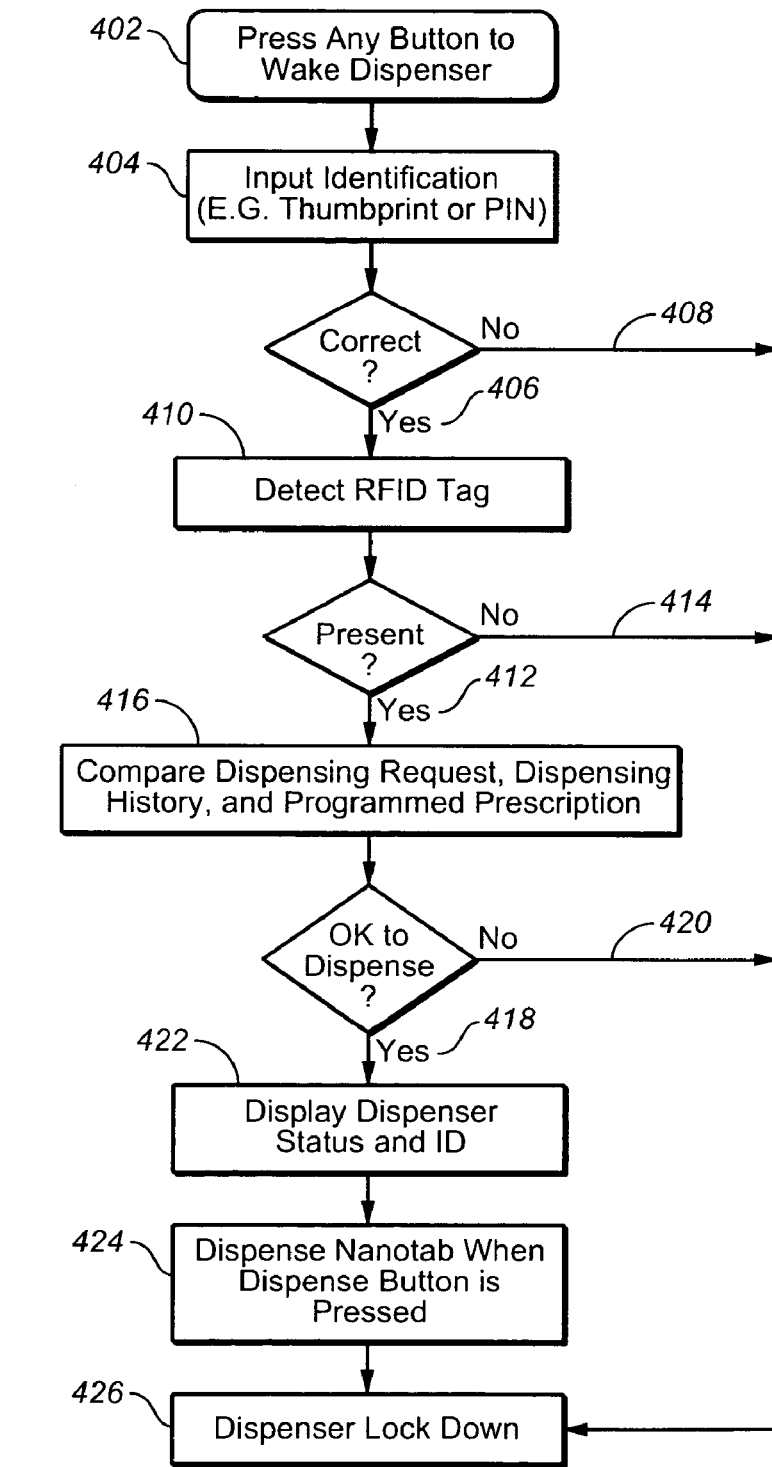 402
Press Any Button to
Wake Dispenser
404
Input Identification
(E.G. Thumbprint or PIN)
Correct
?
No
408
Yes
406
410
Detect RFID Tag
Present
?
No
414
Yes
412
416
Compare Dispensing Request, Dispensing
History, and Programmed Prescription
OK to
Dispense
?
No
420
Yes
418
422
Display Dispenser
Status and ID
424
Dispense Nanotab When
Dispense Button is
Pressed
426
Dispenser Lock Down